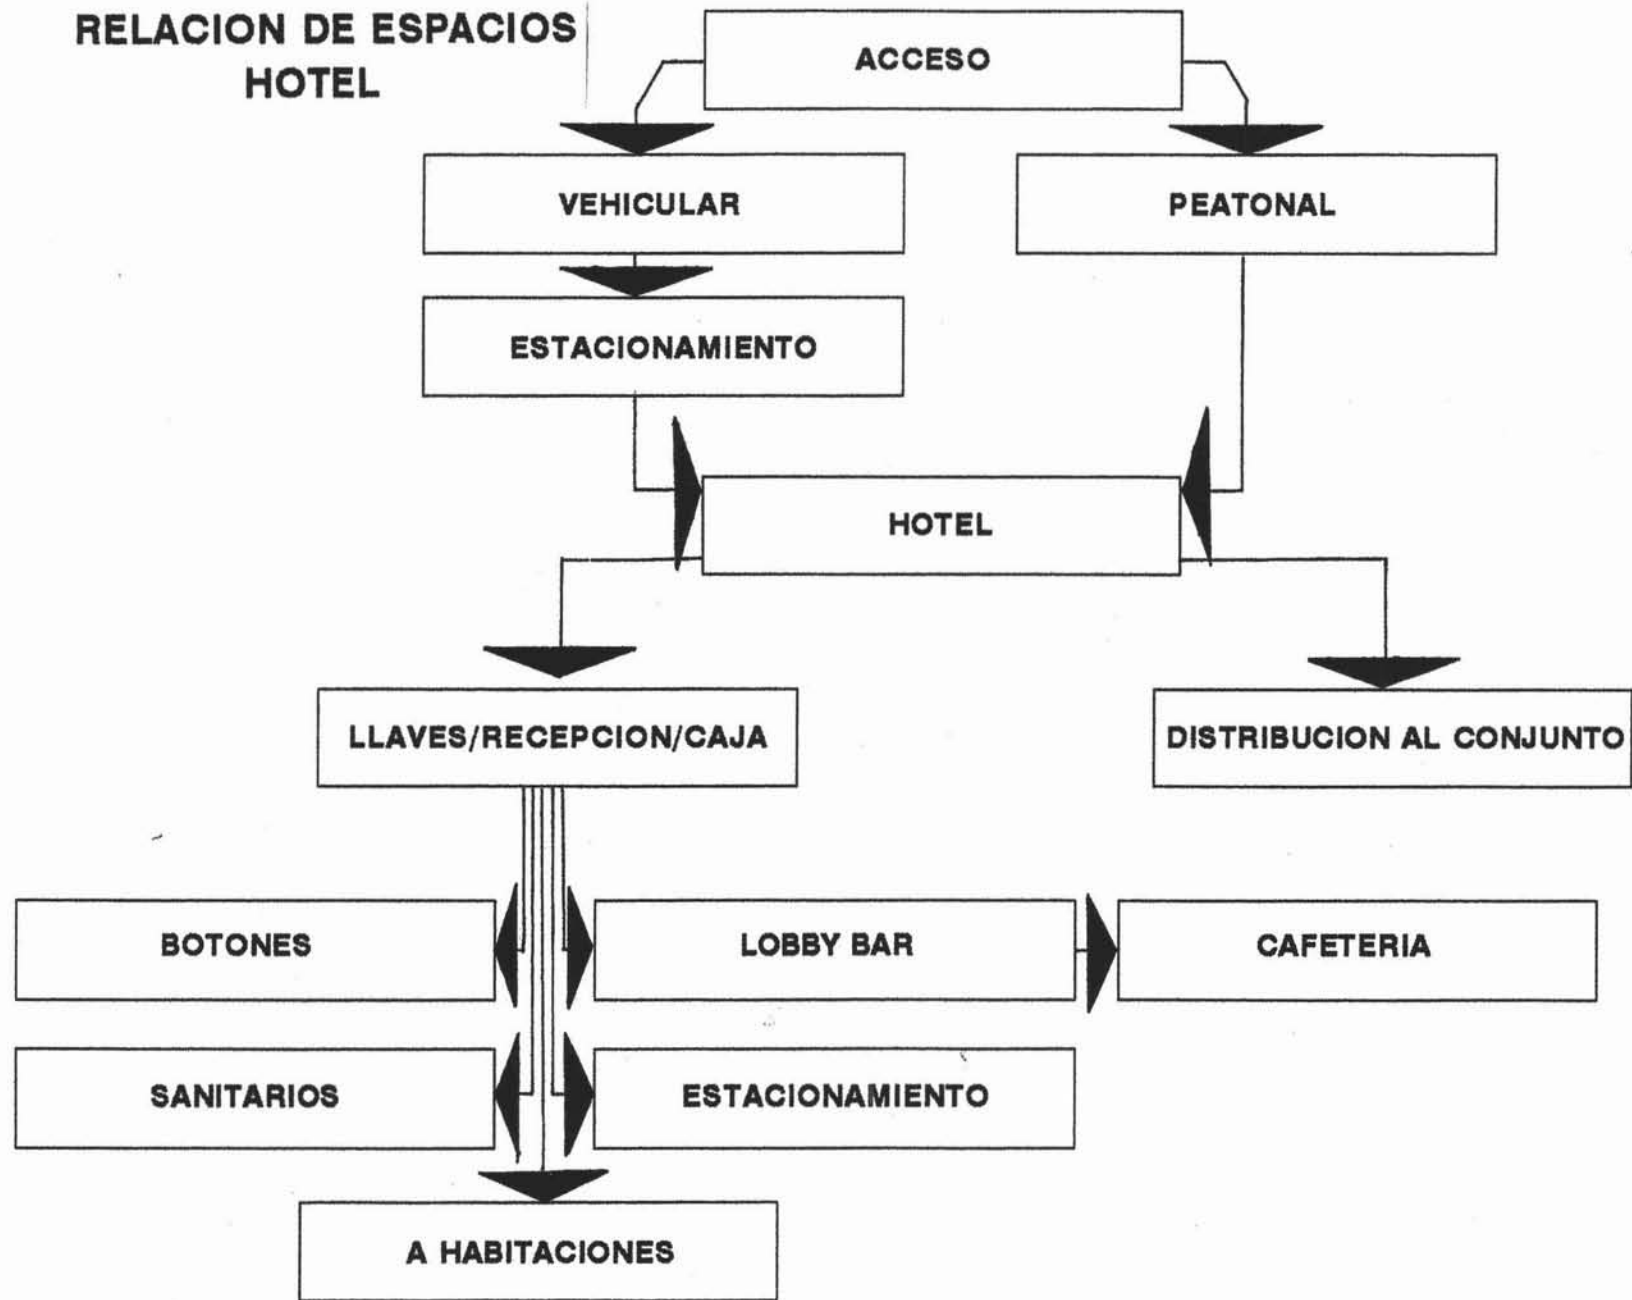 RELACION DE ESPACIOS
HOTEL
ACCESO
VEHICULAR
PEATONAL
ESTACIONAMIENTO
HOTEL
LLAVES/RECEPCION/CAJA
DISTRIBUCION AL CONJUNTO
BOTONES
LOBBY BAR
CAFETERIA
SANITARIOS
ESTACIONAMIENTO
A HABITACIONES